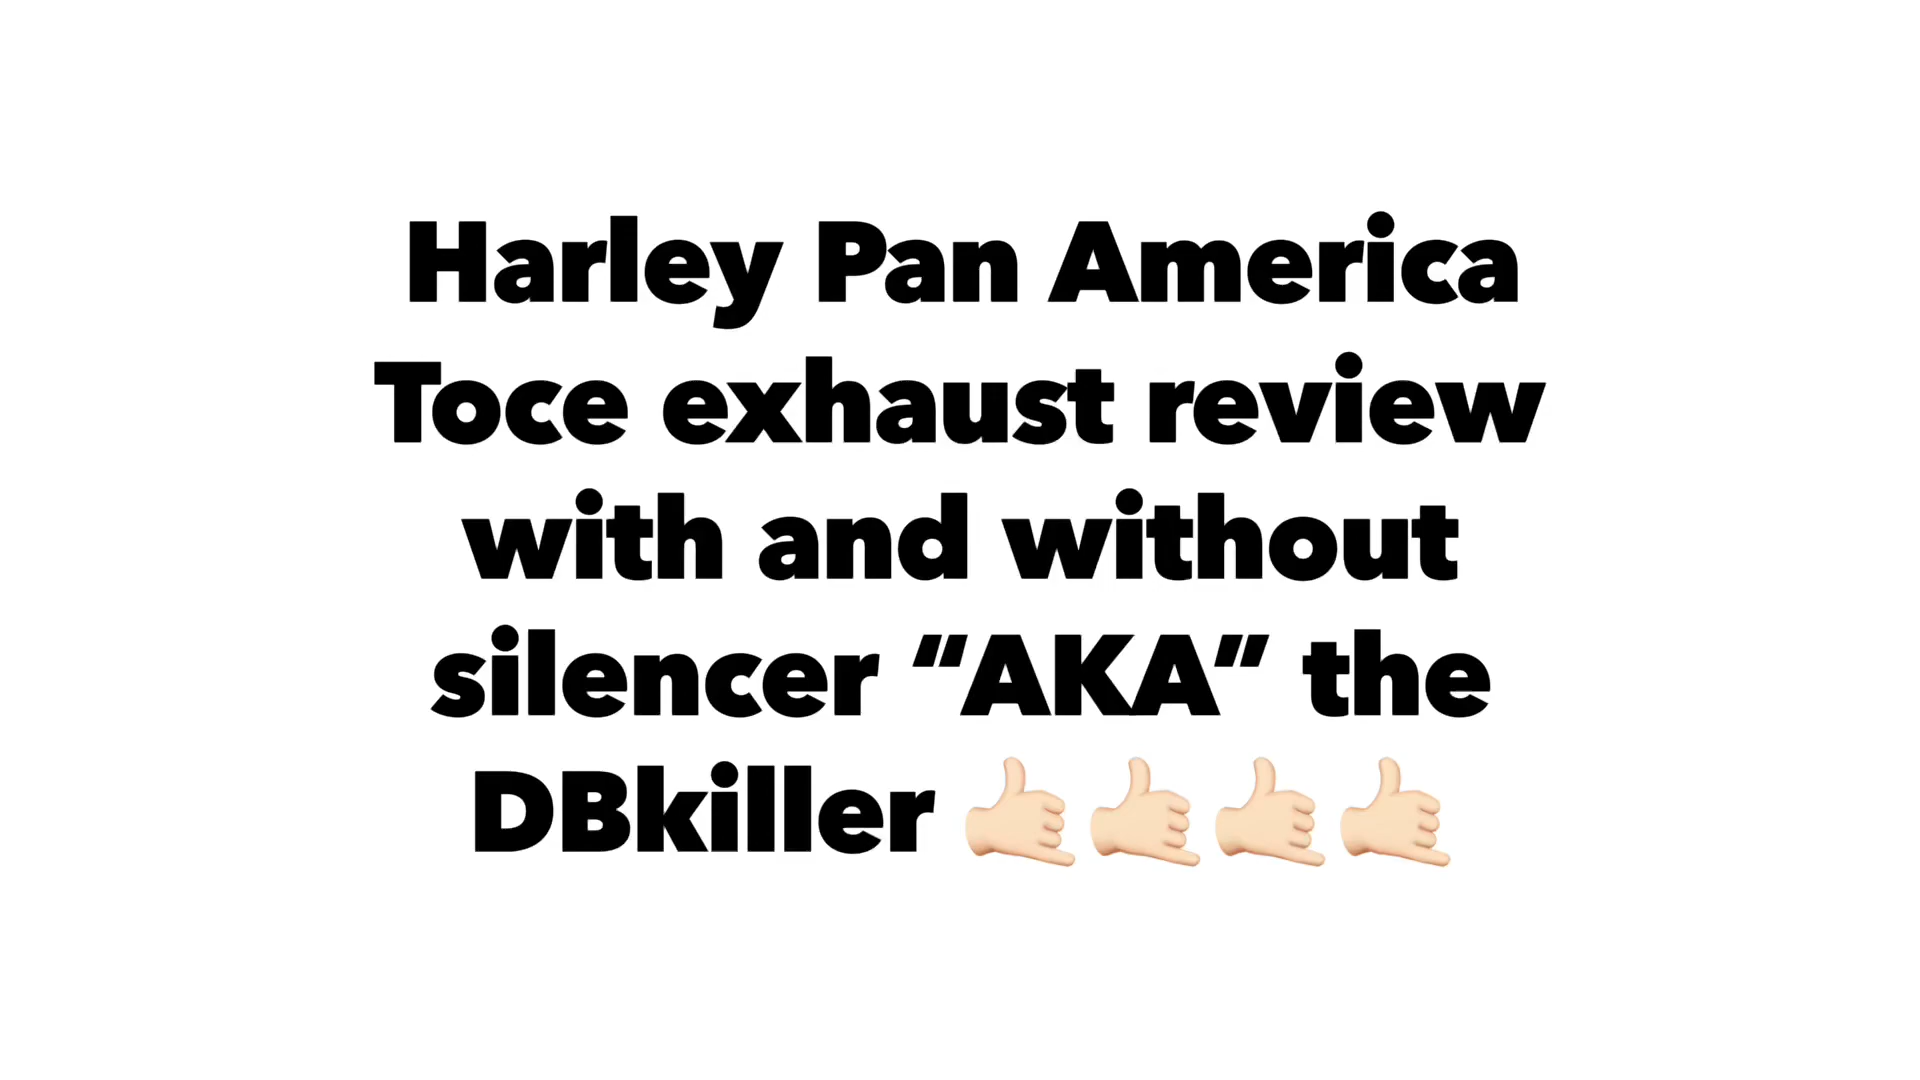 Harley Pan America
Toce exhaust review
with and without
silencer “AKA” the
DBkiller 🤙🏻🤙🏻🤙🏻🤙🏻